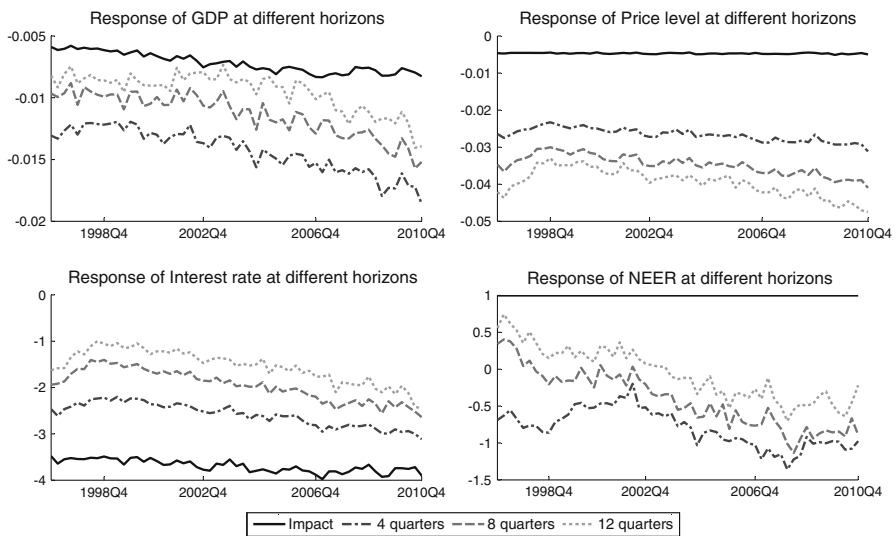 Response of GDP at different horizons
-0.005
-0.01
-0.015
-0.02
1998Q4 2002Q4 2006Q4 2010Q4
Response of Price level at different horizons
0
-0.01
-0.02
-0.03
-0.04
-0.05
1998Q4 2002Q4 2006Q4 2010Q4
Response of Interest rate at different horizons
0
-1
-2
-3
-4
1998Q4 2002Q4 2006Q4 2010Q4
Response of NEER at different horizons
1
0.5
0
-0.5
-1
-1.5
1998Q4 2002Q4 2006Q4 2010Q4
Impact 4 quarters 8 quarters 12 quarters